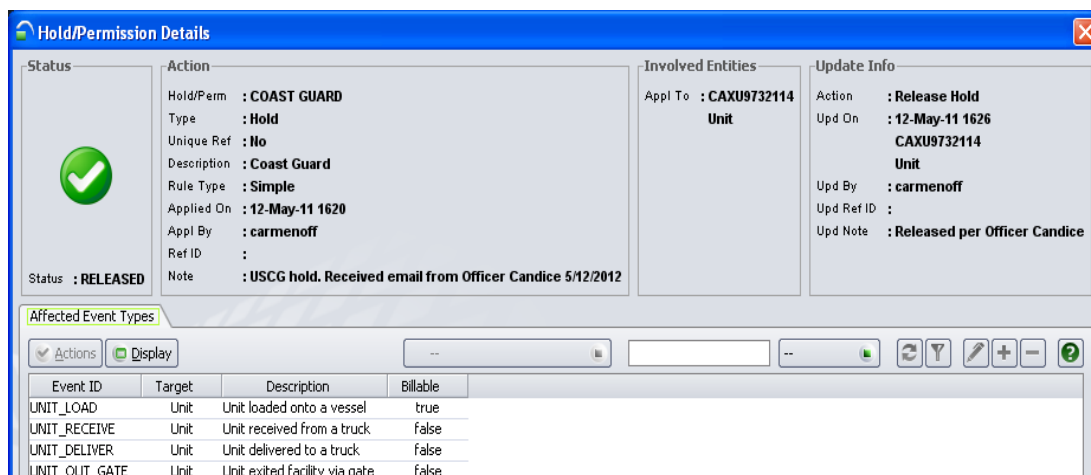 Hold/Permission Details
Status
Status : RELEASED
Action
Hold/Perm : COAST GUARD
Type : Hold
Unique Ref : No
Description : Coast Guard
Rule Type : Simple
Applied On : 12-May-11 1620
Appl By : carmenoff
Ref ID :
Note : USCG hold. Received email from Officer Candice 5/12/2012
Involved Entities
Appl To : CAXU9732114
Unit
Update Info
Action : Release Hold
Upd On : 12-May-11 1626
CAXU9732114
Unit
Upd By : carmenoff
Upd Ref ID :
Upd Note : Released per Officer Candice
Affected Event Types
Actions Display -- --
Event ID Target Description Billable
UNIT_LOAD Unit Unit loaded onto a vessel true
UNIT_RECEIVE Unit Unit received from a truck false
UNIT_DELIVER Unit Unit delivered to a truck false
UNIT_OUT_GATE Unit Unit exited facility via gate false